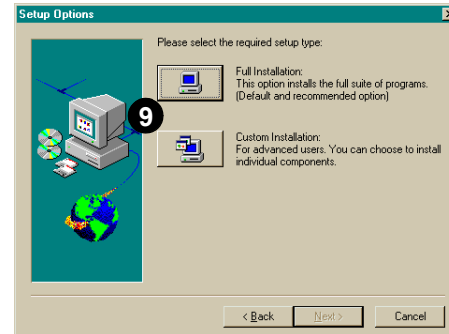 Setup Options
Please select the required setup type:
Full Installation:
This option installs the full suite of programs.
(Default and recommended option)
9
Custom Installation:
For advanced users. You can choose to install
individual components.
< Back
Next >
Cancel